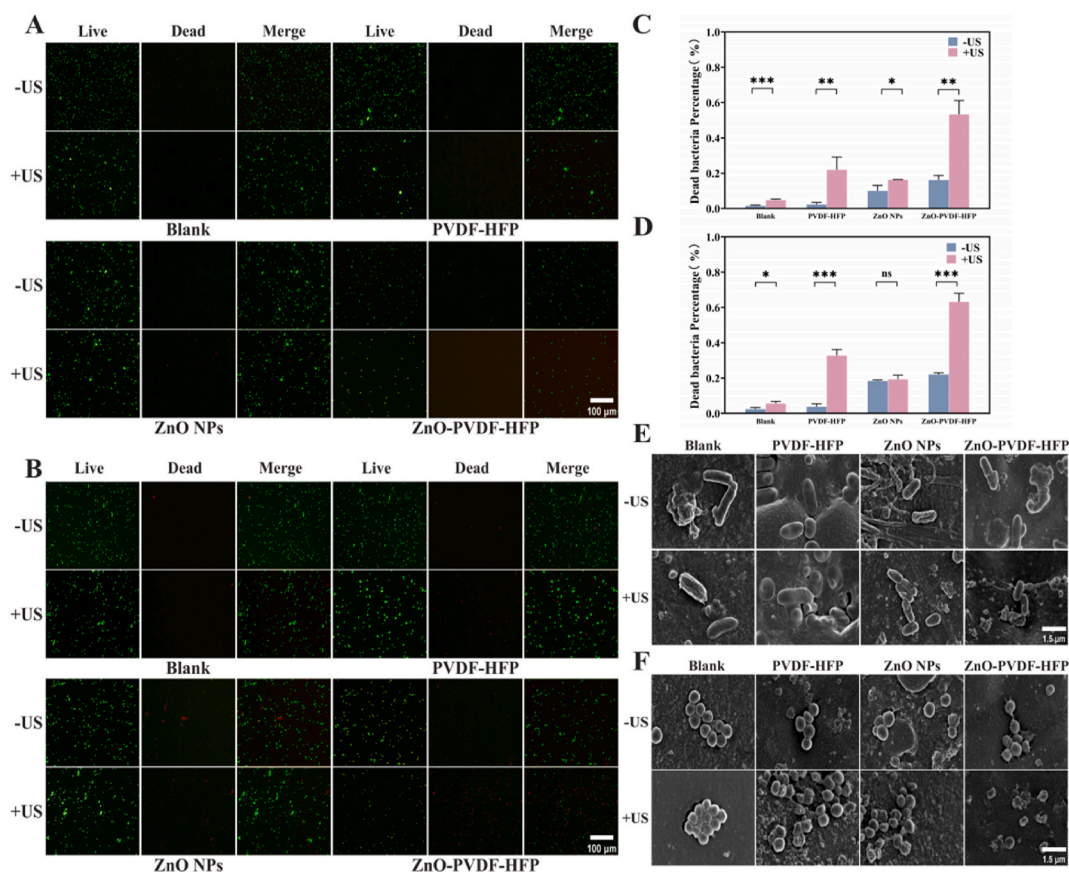 A
Live Dead Merge Live Dead Merge
-US
+US
Blank PVDF-HFP
-US
+US
100 µm
ZnO NPs ZnO-PVDF-HFP
B
Live Dead Merge Live Dead Merge
-US
+US
Blank PVDF-HFP
-US
+US
100 µm
ZnO NPs ZnO-PVDF-HFP
C
Dead bacteria Percentage( %)
1.0
0.8
0.6
0.4
0.2
0.0
-US
+US
*** ** * **
Blank PVDF-HFP ZnO NPs ZnO-PVDF-HFP
D
Dead bacteria Percentage( %)
1.0
0.8
0.6
0.4
0.2
0.0
-US
+US
* *** ns ***
Blank PVDF-HFP ZnO NPs ZnO-PVDF-HFP
E
Blank PVDF-HFP ZnO NPs ZnO-PVDF-HFP
-US
+US
1.5 µm
F
Blank PVDF-HFP ZnO NPs ZnO-PVDF-HFP
-US
+US
1.5 µm